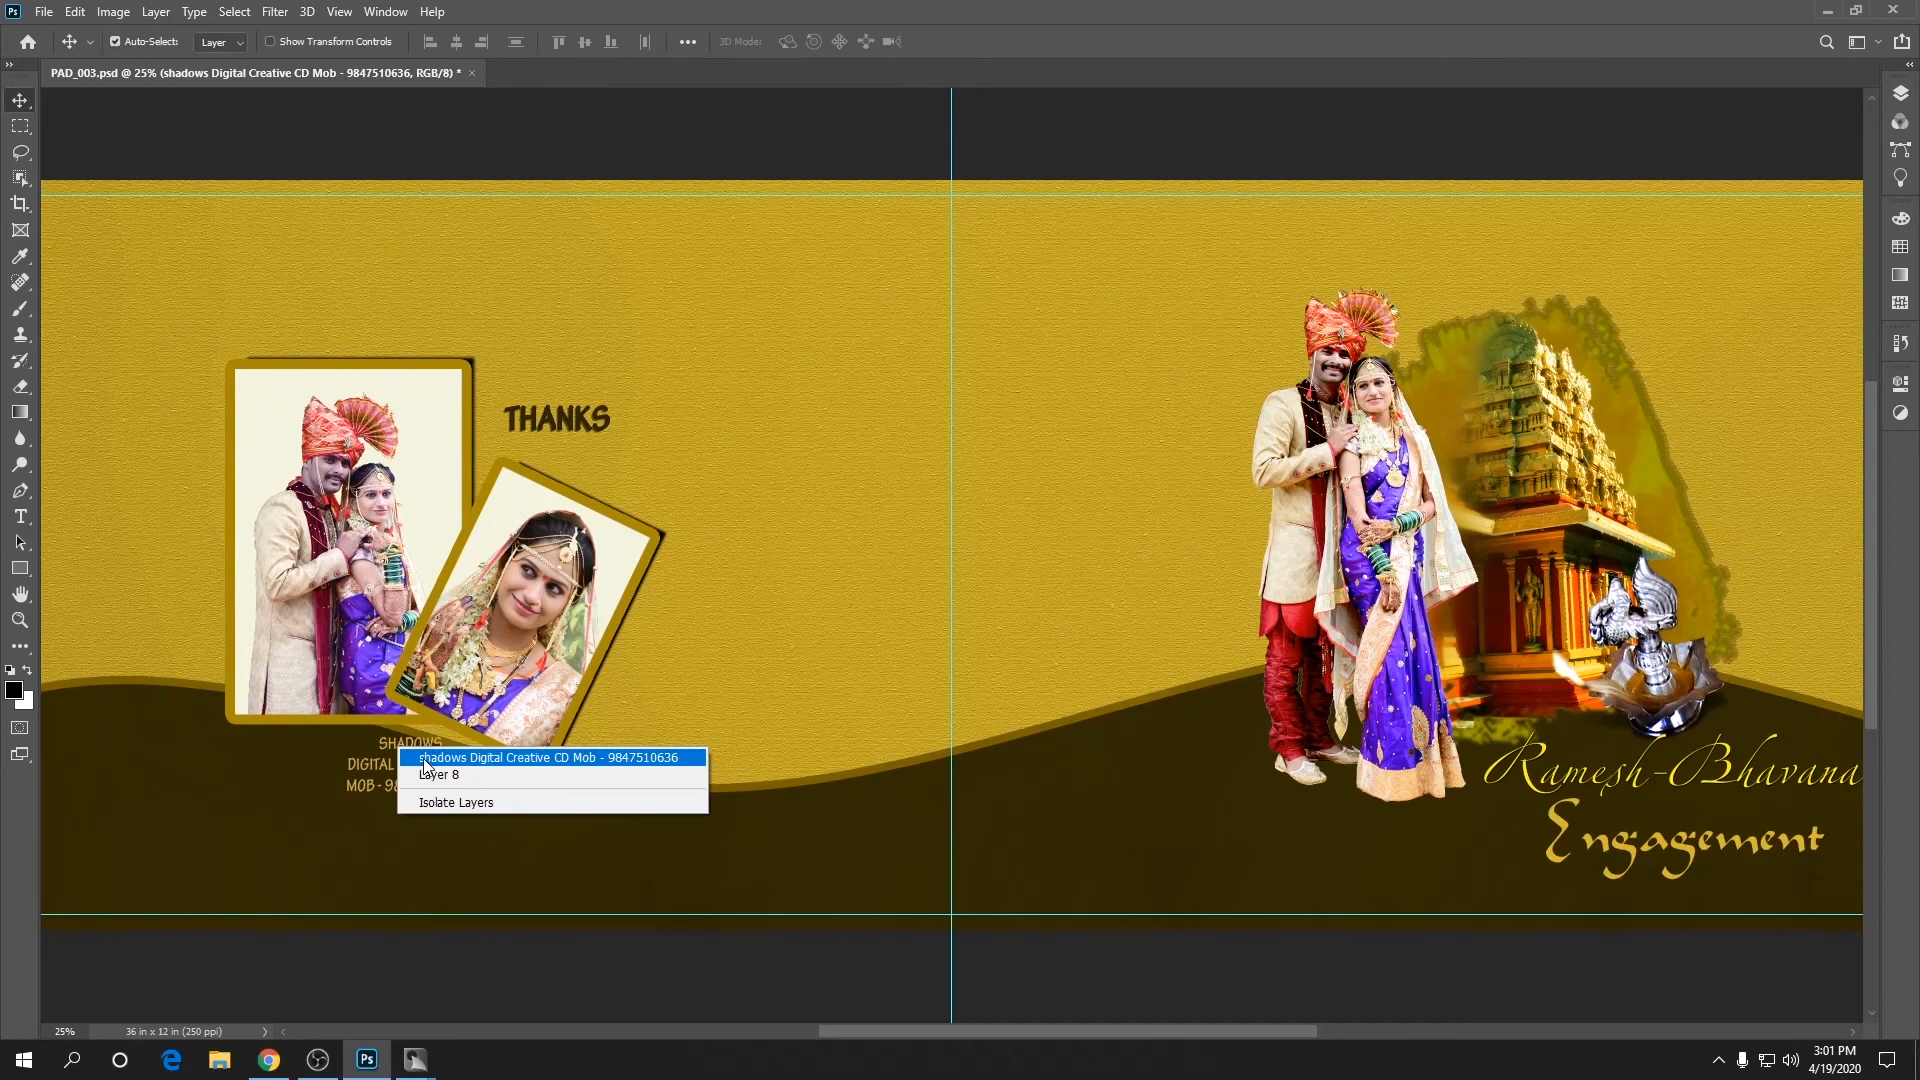 File Edit Image Layer Type Select Filter 3D View Window Help
Auto-Select: Layer Show Transform Controls 3D Mode:
PAD_003.psd @ 25% (shadows Digital Creative CD Mob - 9847510636, RGB/8) *
THANKS
SHADOWS
DIGITAL
MOB - 98
shadows Digital Creative CD Mob - 9847510636
Layer 8
Isolate Layers
Ramesh-Bhavana
Engagement
25% 36 in x 12 in (250 ppi)
3:01 PM
4/19/2020